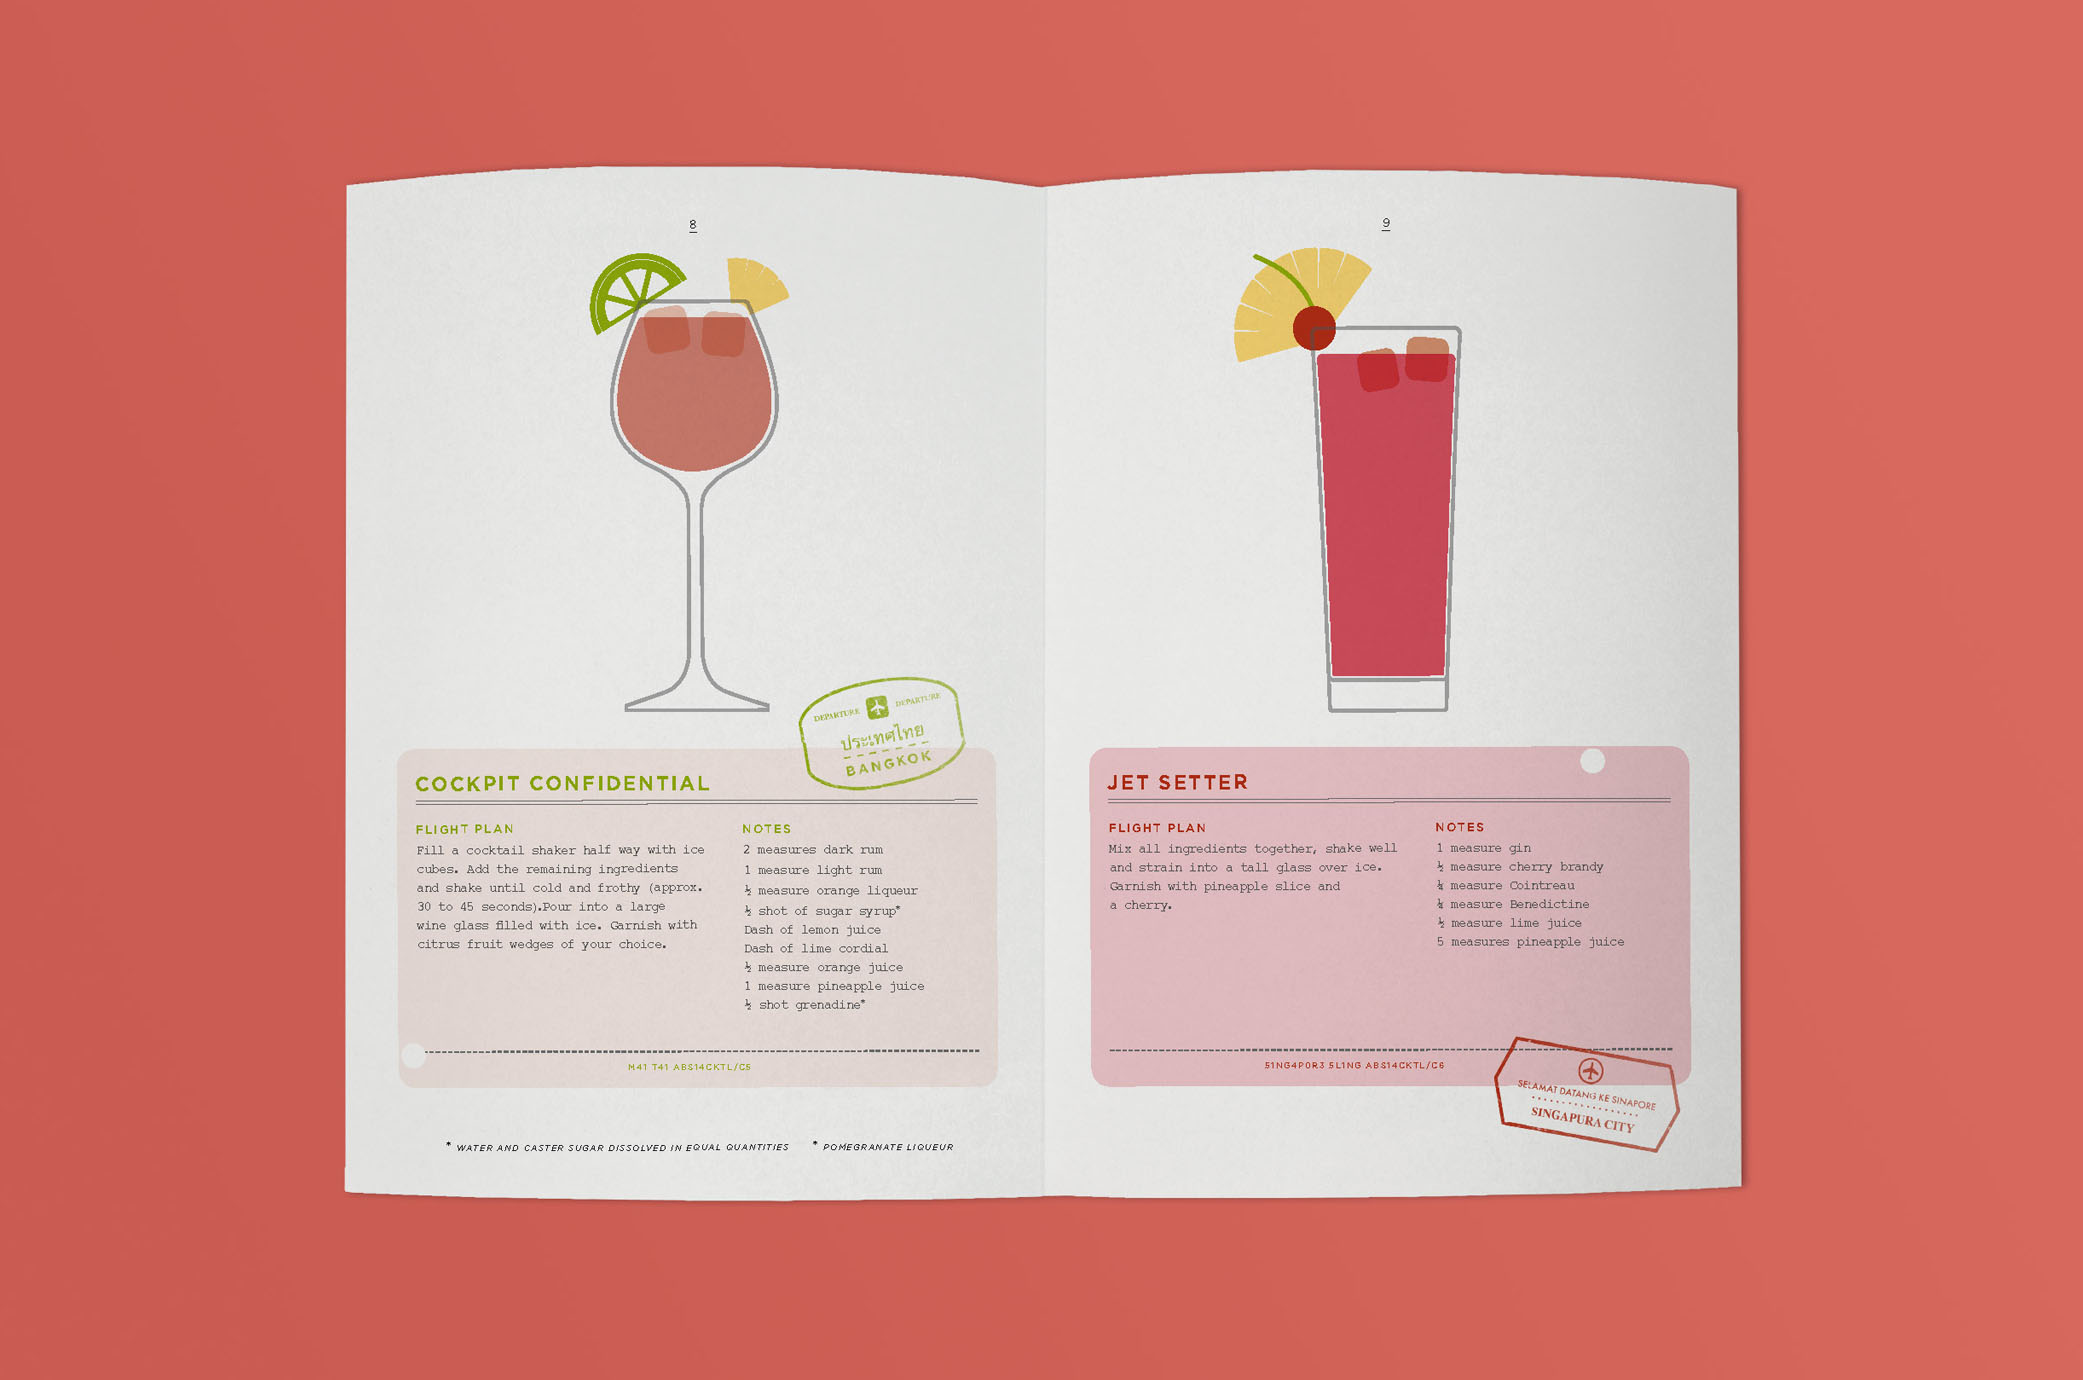 8
DEPARTURE DEPARTURE
ประเทศไทย
BANGKOK
COCKPIT CONFIDENTIAL
FLIGHT PLAN
Fill a cocktail shaker half way with ice
cubes. Add the remaining ingredients
and shake until cold and frothy (approx.
30 to 45 seconds).Pour into a large
wine glass filled with ice. Garnish with
citrus fruit wedges of your choice.
NOTES
2 measures dark rum
1 measure light rum
½ measure orange liqueur
½ shot of sugar syrup*
Dash of lemon juice
Dash of lime cordial
½ measure orange juice
1 measure pineapple juice
½ shot grenadine*
M41 T41 ABS14CKTL/C5
* WATER AND CASTER SUGAR DISSOLVED IN EQUAL QUANTITIES * POMEGRANATE LIQUEUR
9
JET SETTER
FLIGHT PLAN
Mix all ingredients together, shake well
and strain into a tall glass over ice.
Garnish with pineapple slice and
a cherry.
NOTES
1 measure gin
½ measure cherry brandy
¼ measure Cointreau
¼ measure Benedictine
½ measure lime juice
5 measures pineapple juice
51NG4P0R3 5L1NG ABS14CKTL/C6
SELAMAT DATANG KE SINAPORE
SINGAPURA CITY